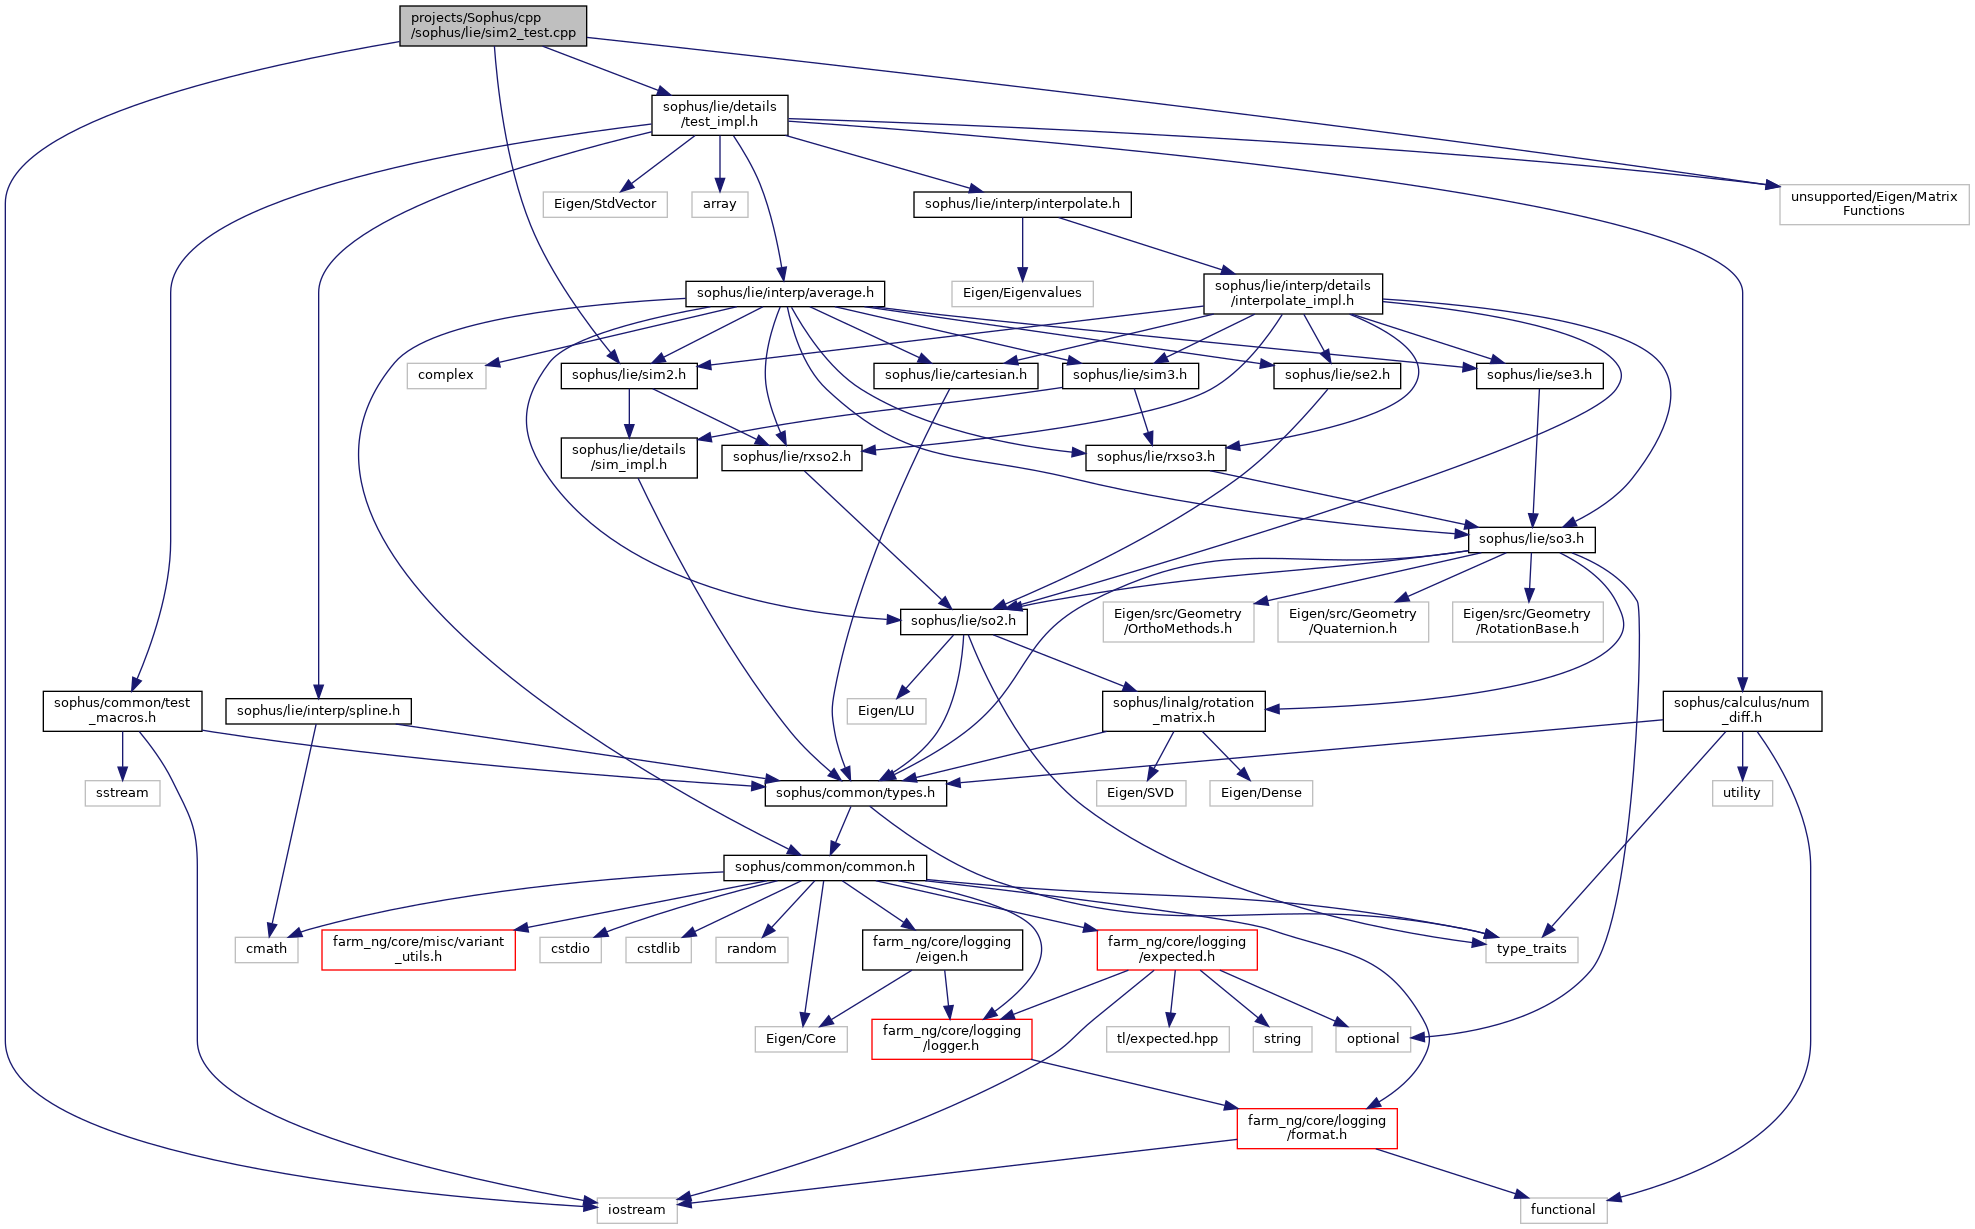 projects/Sophus/cpp
/sophus/lie/sim2_test.cpp
sophus/lie/details
/test_impl.h
Eigen/StdVector
array
sophus/lie/interp/interpolate.h
unsupported/Eigen/Matrix
Functions
sophus/lie/interp/average.h
Eigen/Eigenvalues
sophus/lie/interp/details
/interpolate_impl.h
complex
sophus/lie/sim2.h
sophus/lie/cartesian.h
sophus/lie/sim3.h
sophus/lie/se2.h
sophus/lie/se3.h
sophus/lie/details
/sim_impl.h
sophus/lie/rxso2.h
sophus/lie/rxso3.h
sophus/lie/so3.h
sophus/lie/so2.h
Eigen/src/Geometry
/OrthoMethods.h
Eigen/src/Geometry
/Quaternion.h
Eigen/src/Geometry
/RotationBase.h
sophus/common/test
_macros.h
sophus/lie/interp/spline.h
Eigen/LU
sophus/linalg/rotation
_matrix.h
sophus/calculus/num
_diff.h
sstream
sophus/common/types.h
Eigen/SVD
Eigen/Dense
utility
sophus/common/common.h
cmath
farm_ng/core/misc/variant
_utils.h
cstdio
cstdlib
random
farm_ng/core/logging
/eigen.h
farm_ng/core/logging
/expected.h
type_traits
Eigen/Core
farm_ng/core/logging
/logger.h
tl/expected.hpp
string
optional
farm_ng/core/logging
/format.h
iostream
functional